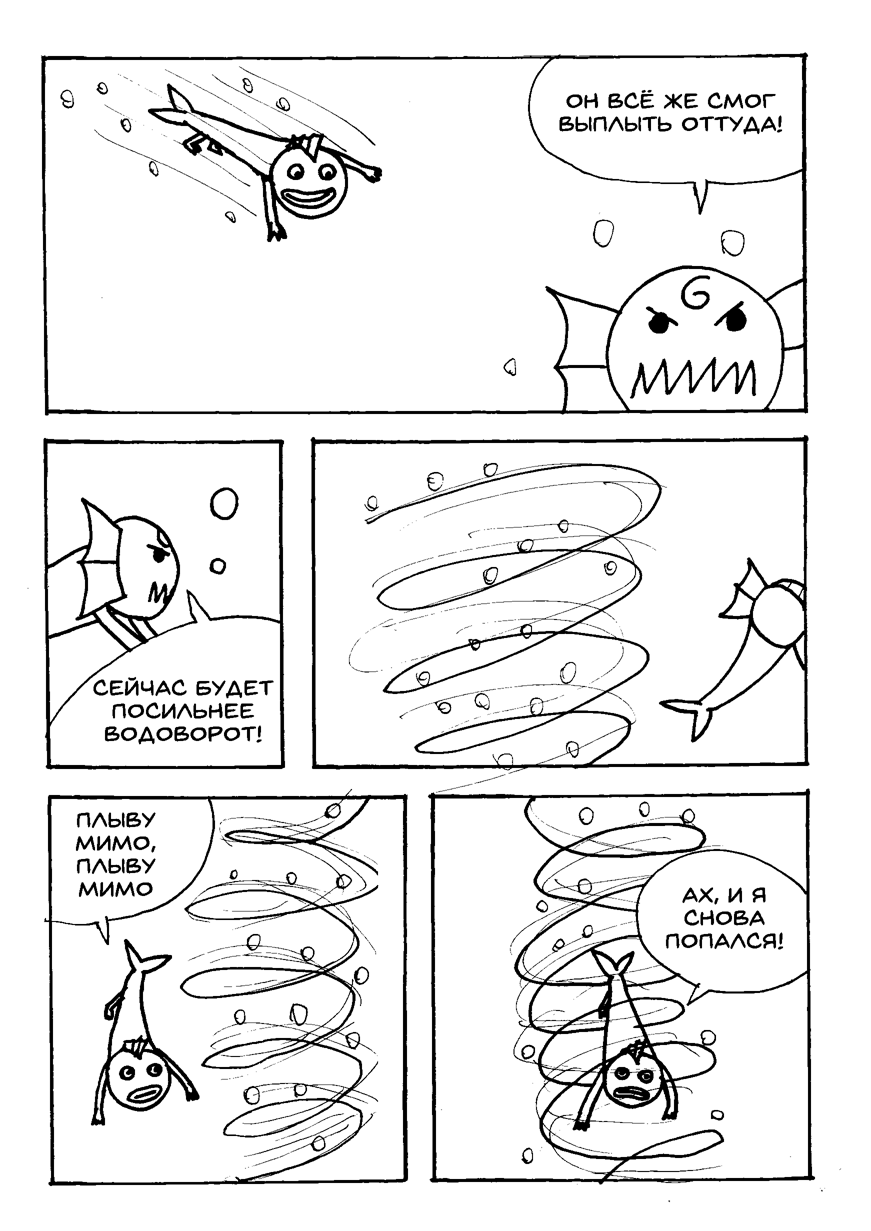 ОН ВСЁ ЖЕ СМОГ
ВЫПЛЫТЬ ОТТУДА!
СЕЙЧАС БУДЕТ
ПОСИЛЬНЕЕ
ВОДОВОРОТ!
ПЛЫВУ
МИМО,
ПЛЫВУ
МИМО
АХ, И Я
СНОВА
ПОПАЛСЯ!